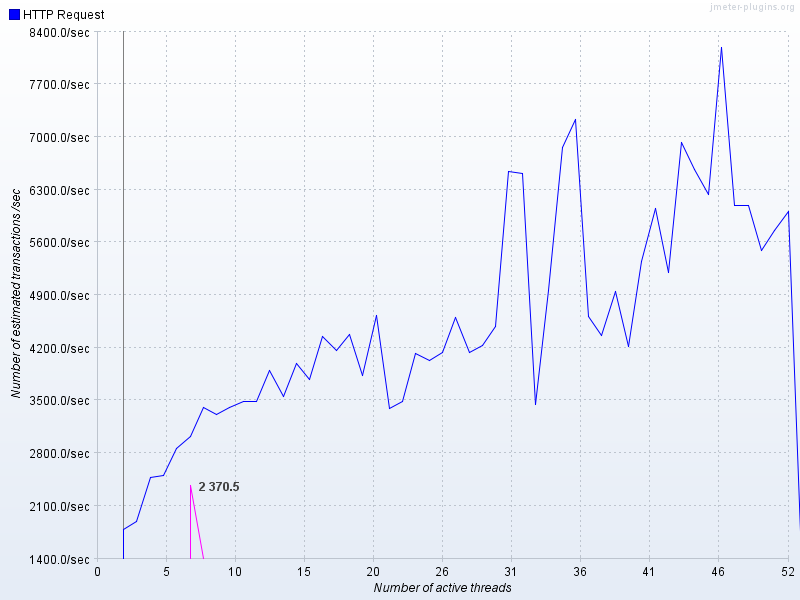 jmeter-plugins.org
HTTP Request
8400.0/sec
7700.0/sec
7000.0/sec
6300.0/sec
5600.0/sec
4900.0/sec
4200.0/sec
3500.0/sec
2800.0/sec
2100.0/sec
1400.0/sec
Number of estimated transactions /sec
2 370.5
0 5 10 15 20 26 31 36 41 46 52
Number of active threads